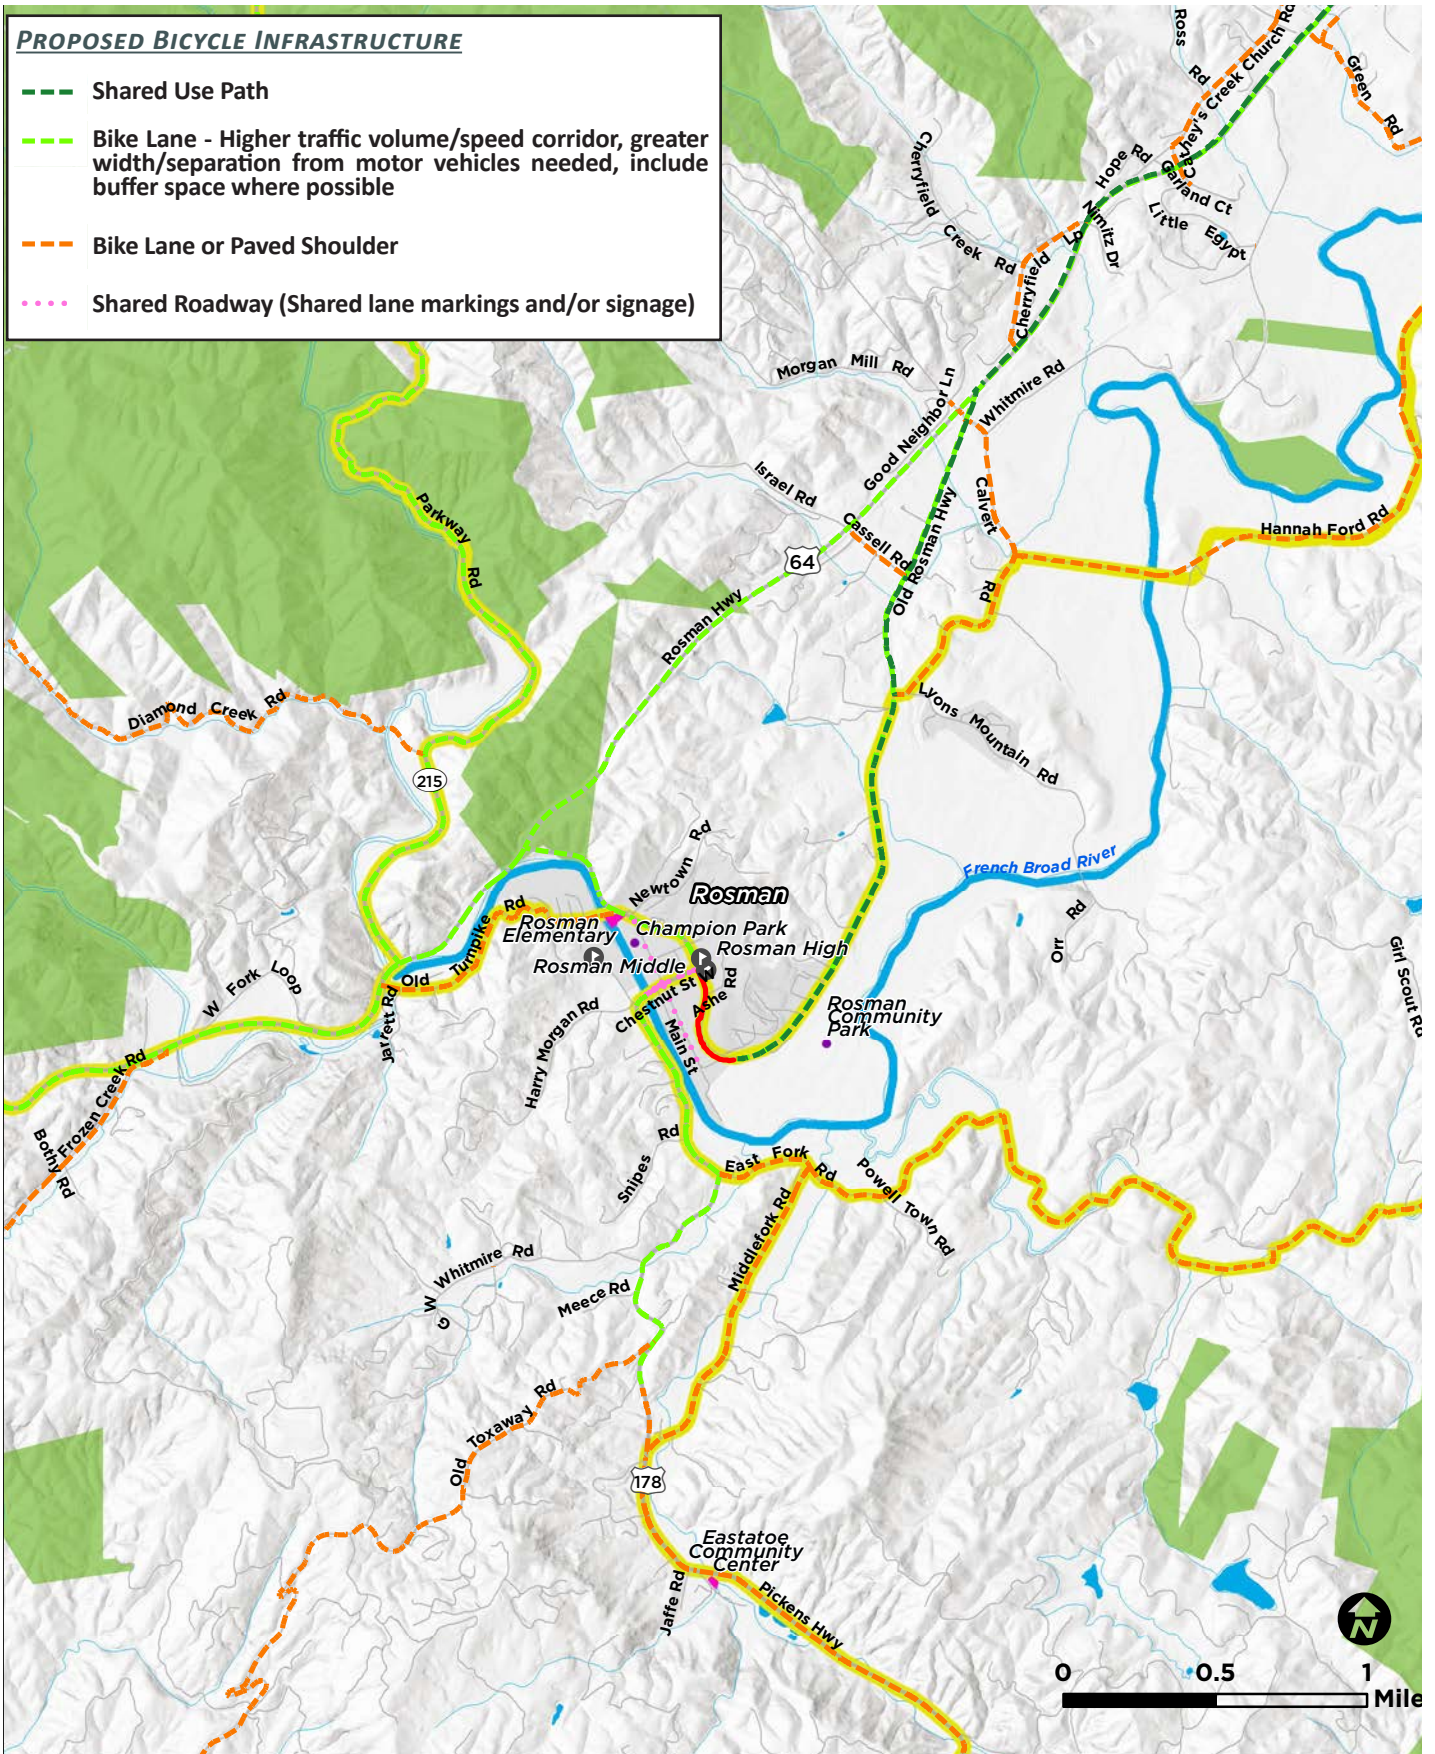 PROPOSED BICYCLE INFRASTRUCTURE
Shared Use Path
Bike Lane - Higher traffic volume/speed corridor, greater
width/separation from motor vehicles needed, include
buffer space where possible
Bike Lane or Paved Shoulder
Shared Roadway (Shared lane markings and/or signage)
Ross
Rd
Green
Rd
Cathey's Creek Church Rd
Hope Rd
Garland Ct
Little Egypt
Nimitz Dr
Cherryfield
Creek Rd
Cherryfield
Lp
Morgan Mill Rd
Good Neighbor Ln
Whitmire Rd
Israel Rd
Cassell Rd
Calvert
Rd
Hannah Ford Rd
Old Rosman Hwy
64
Rosman Hwy
Parkway
Rd
Diamond Creek Rd
215
Lyons Mountain Rd
French Broad River
Newtown Rd
Rosman
Old Turnpike Rd
Rosman
Elementary
Champion Park
Rosman High
Rosman Middle
Orr Rd
Girl Scout Rd
W Fork Loop
Jarrett Rd
Chestnut St
N
Ashe Rd
Main St
Harry Morgan Rd
Rosman
Community
Park
Frozen Creek Rd
Bothy Rd
Snipes Rd
East Fork Rd
Powell Town Rd
Middlefork Rd
G W Whitmire Rd
Meece Rd
Old Toxaway Rd
178
Eastatoe
Community
Center
Jaffe Rd
Pickens Hwy
N
0 0.5 1
Mile